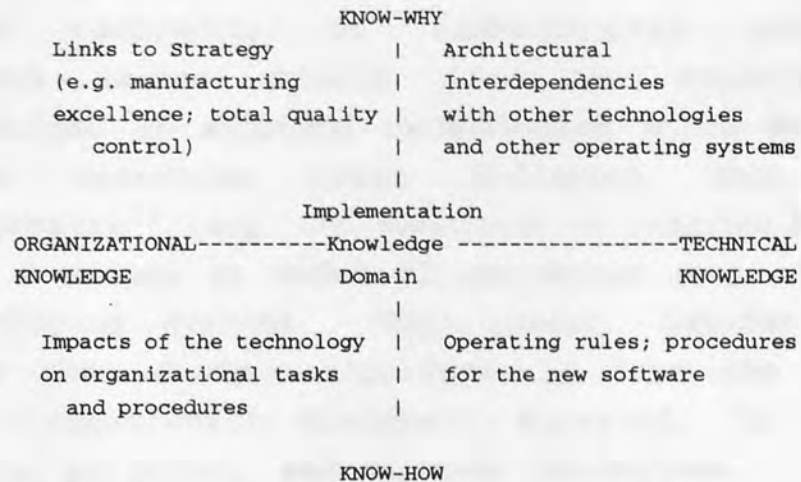 KNOW-WHY
Links to Strategy | Architectural
(e.g. manufacturing | Interdependencies
excellence; total quality | with other technologies
control) | and other operating systems
|
Implementation
ORGANIZATIONAL----------Knowledge -----------------TECHNICAL
KNOWLEDGE Domain KNOWLEDGE
|
Impacts of the technology | Operating rules; procedures
on organizational tasks | for the new software
and procedures |
KNOW-HOW